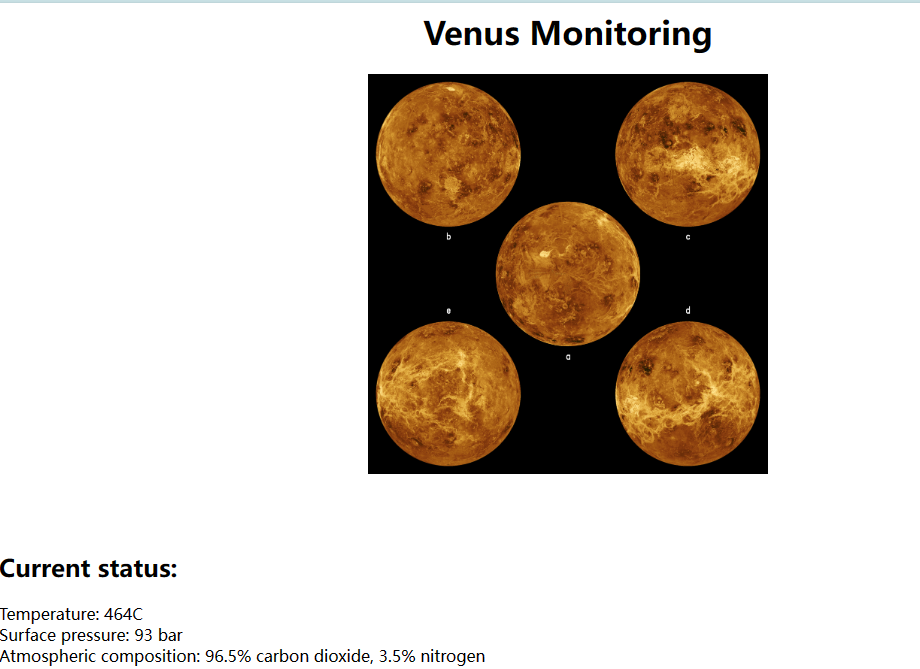 Venus Monitoring
b
c
a
e
d
Current status:
Temperature: 464C
Surface pressure: 93 bar
Atmospheric composition: 96.5% carbon dioxide, 3.5% nitrogen